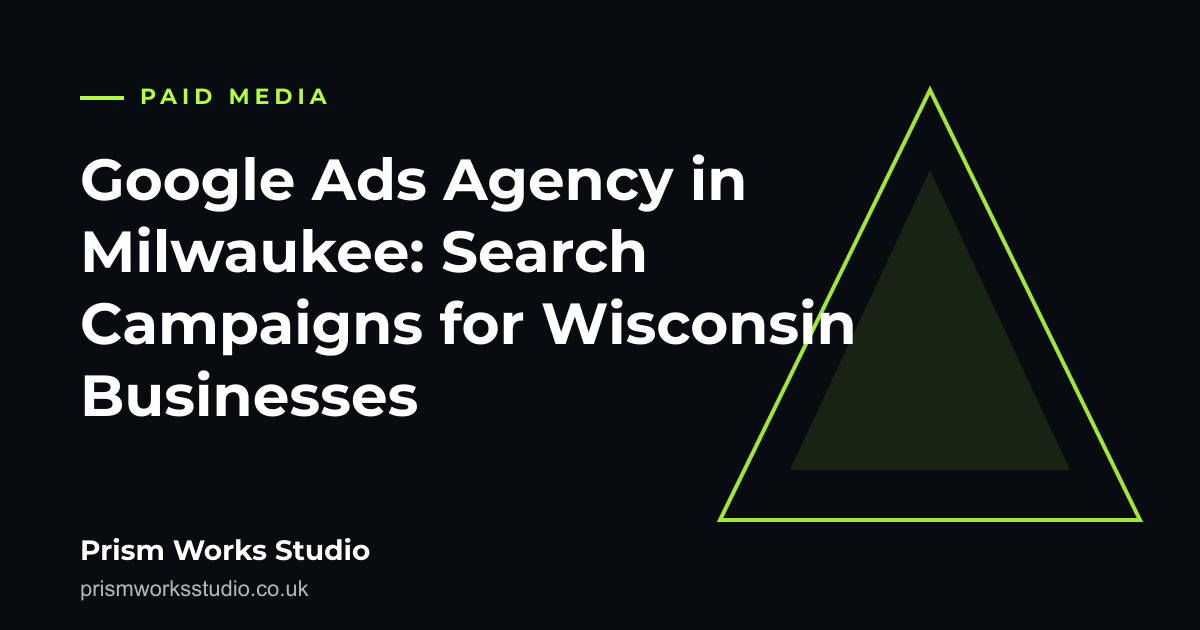 PAID MEDIA
Google Ads Agency in
Milwaukee: Search
Campaigns for Wisconsin
Businesses
Prism Works Studio
prismworksstudio.co.uk